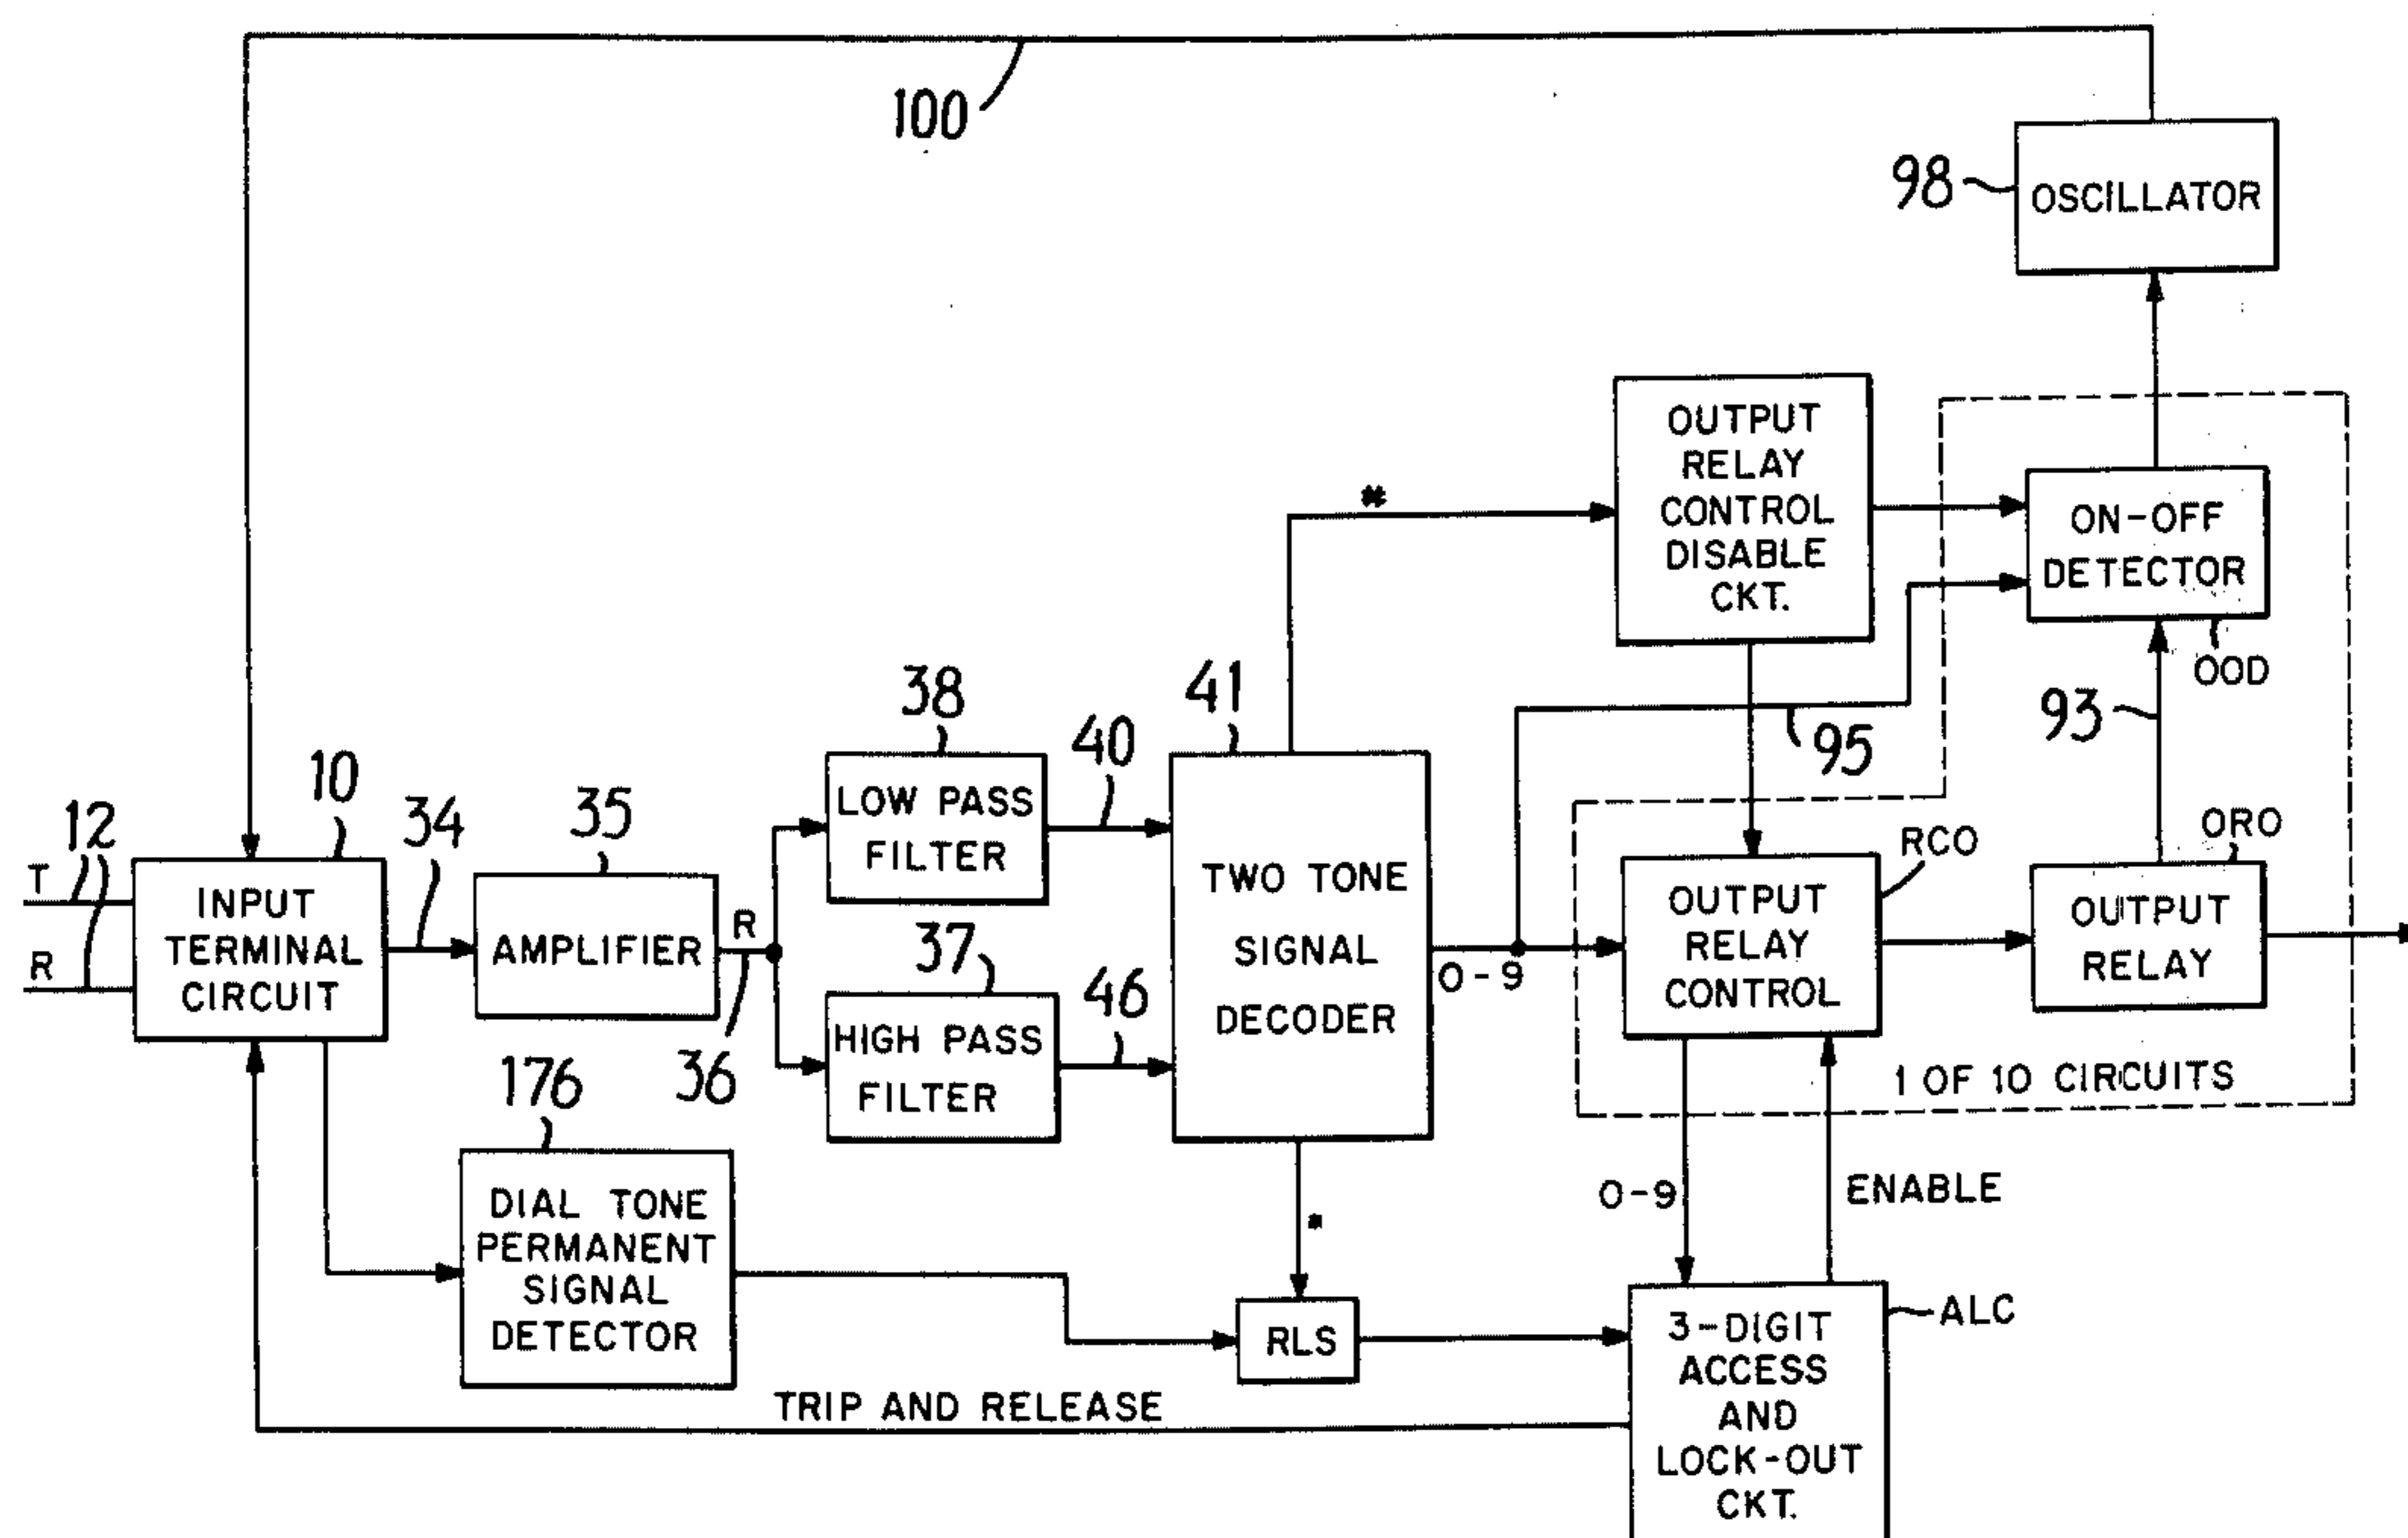 100
98
OSCILLATOR
OUTPUT
RELAY
CONTROL
DISABLE
CKT.
ON-OFF
DETECTOR
OOD
93
95
38
40
41
LOW PASS
FILTER
TWO TONE
SIGNAL
DECODER
12
T
R
10
INPUT
TERMINAL
CIRCUIT
34
35
AMPLIFIER
R
36
37
HIGH PASS
FILTER
46
0-9
OUTPUT
RELAY
CONTROL
RCO
ORO
OUTPUT
RELAY
1 OF 10 CIRCUITS
176
DIAL TONE
PERMANENT
SIGNAL
DETECTOR
RLS
0-9
ENABLE
3-DIGIT
ACCESS
AND
LOCK-OUT
CKT.
ALC
TRIP AND RELEASE